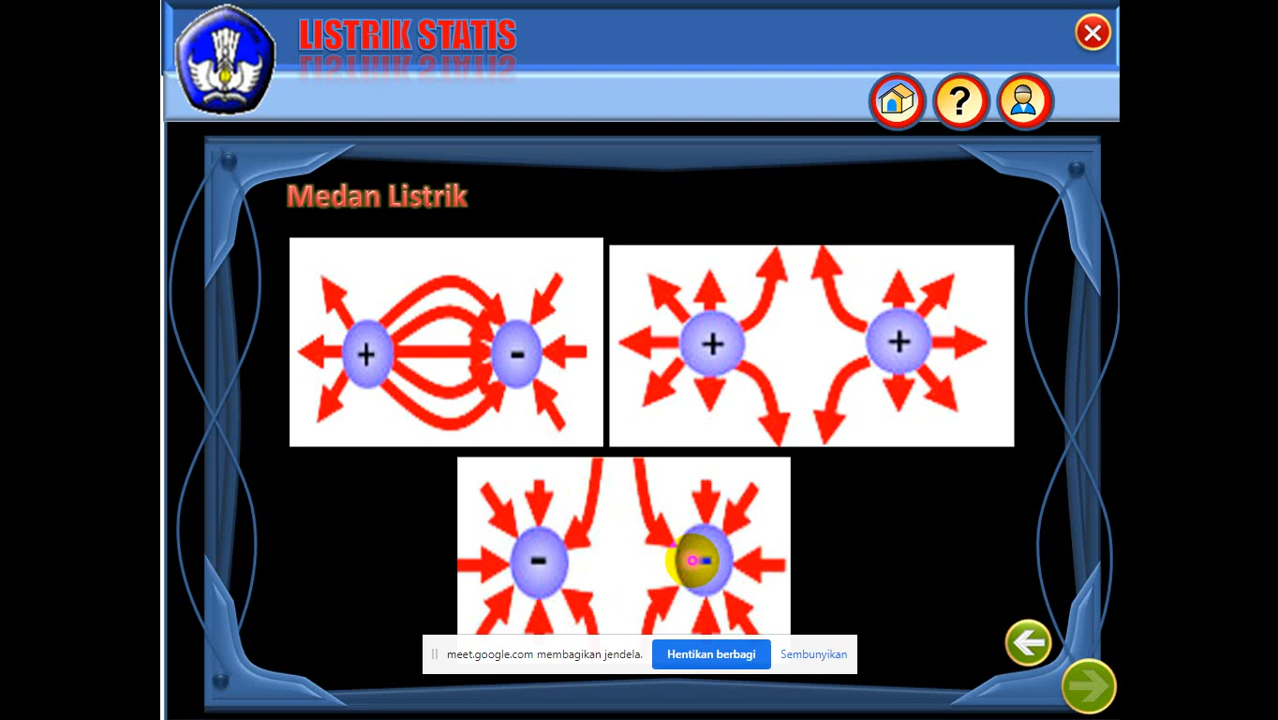 LISTRIK STATIS
?
Medan Listrik
+ -
+ +
- -
meet.google.com membagikan jendela. Hentikan berbagi Sembunyikan